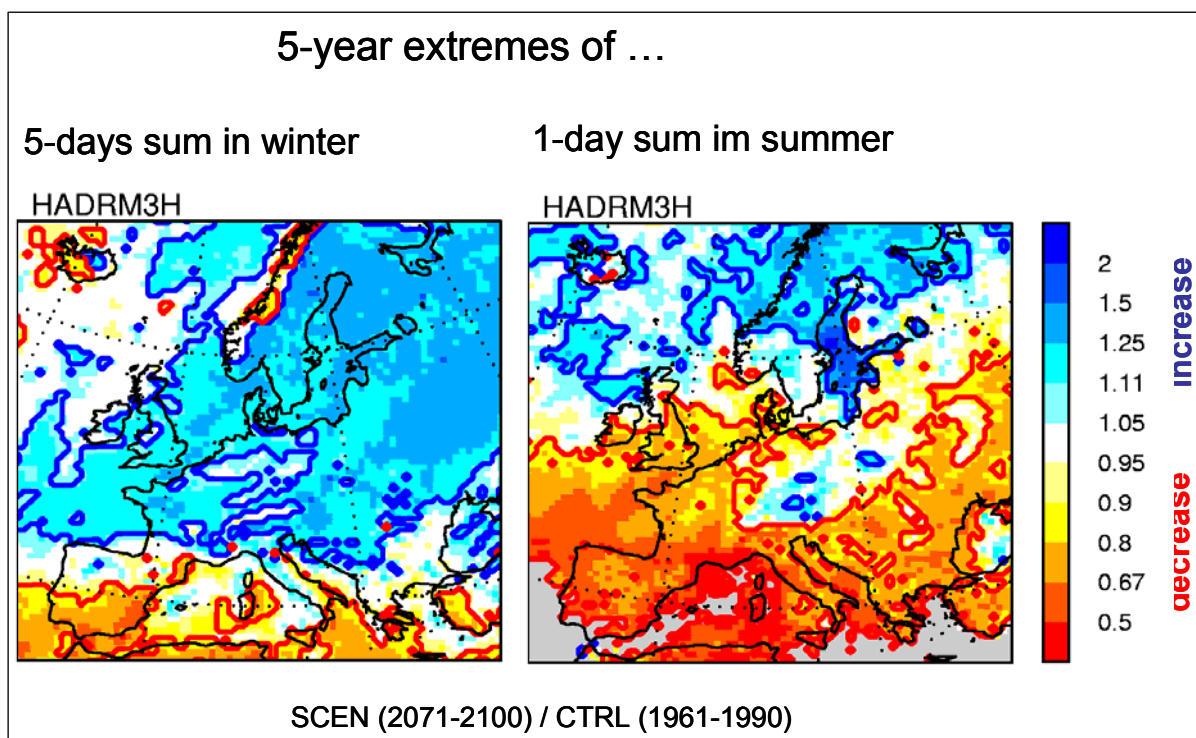 5-year extremes of ...
5-days sum in winter
1-day sum im summer
HADRM3H
HADRM3H
2
1.5
1.25
1.11
1.05
0.95
0.9
0.8
0.67
0.5
increase
decrease
SCEN (2071-2100) / CTRL (1961-1990)